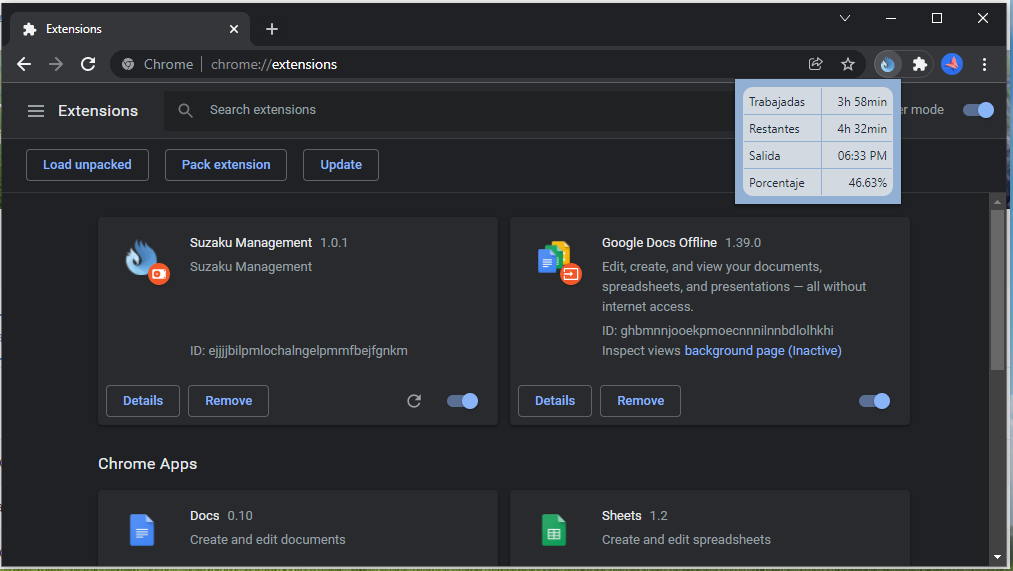 Extensions
Chrome chrome://extensions
Extensions
Search extensions
er mode
Trabajadas 3h 58min
Restantes 4h 32min
Salida 06:33 PM
Porcentaje 46.63%
Load unpacked
Pack extension
Update
Suzaku Management 1.0.1
Suzaku Management
ID: ejjjjbilpmlochalngelpmmfbejfgnkm
Details
Remove
Google Docs Offline 1.39.0
Edit, create, and view your documents,
spreadsheets, and presentations — all without
internet access.
ID: ghbmnnjooekpmoecnnnilnnbdlolhkhi
Inspect views background page (Inactive)
Details
Remove
Chrome Apps
Docs 0.10
Create and edit documents
Sheets 1.2
Create and edit spreadsheets